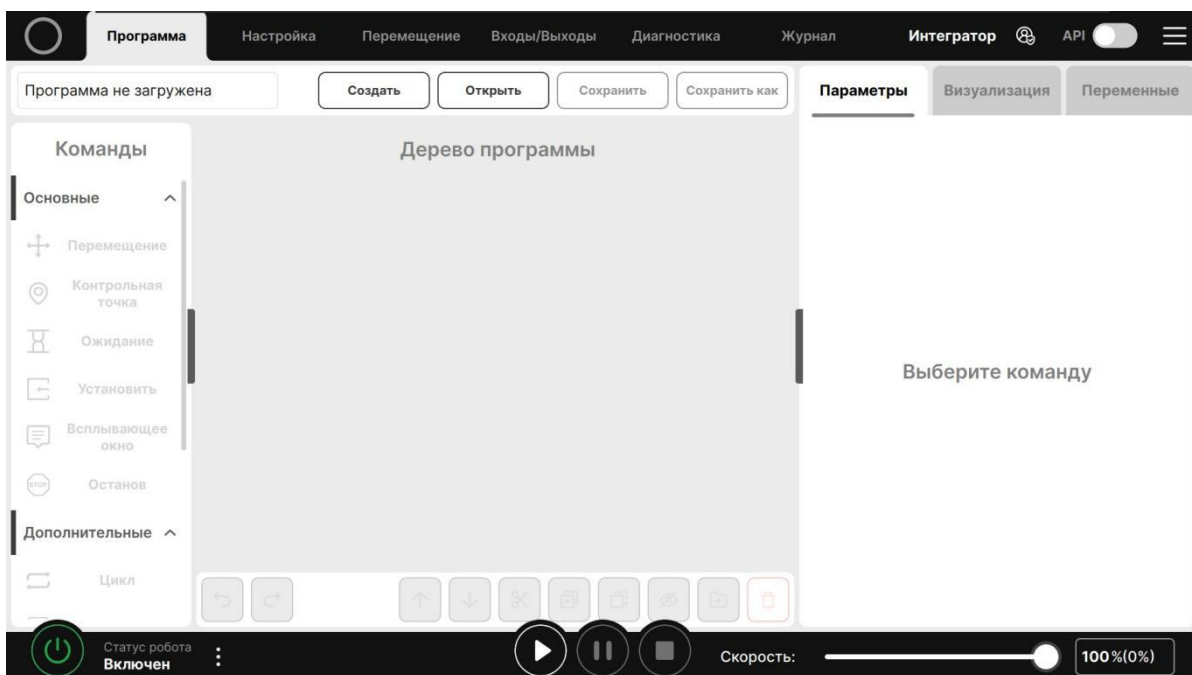 Программа
Настройка
Перемещение
Входы/Выходы
Диагностика
Журнал
Интегратор
API
Программа не загружена
Создать
Открыть
Сохранить
Сохранить как
Параметры
Визуализация
Переменные
Команды
Дерево программы
Основные
Перемещение
Контрольная
точка
Ожидание
Установить
Всплывающее
окно
STOP
Останов
Дополнительные
Цикл
Выберите команду
Статус робота
Включен
Скорость:
100%(0%)